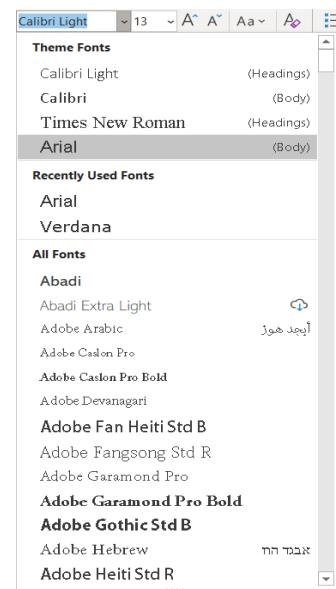 Calibri Light 13 A^ Aˇ Aa A
Theme Fonts
Calibri Light (Headings)
Calibri (Body)
Times New Roman (Headings)
Arial (Body)
Recently Used Fonts
Arial
Verdana
All Fonts
Abadi
Abadi Extra Light
Adobe Arabic أيجد هوز
Adobe Caslon Pro
Adobe Caslon Pro Bold
Adobe Devanagari
Adobe Fan Heiti Std B
Adobe Fangsong Std R
Adobe Garamond Pro
Adobe Garamond Pro Bold
Adobe Gothic Std B
Adobe Hebrew אבגד הוז
Adobe Heiti Std R